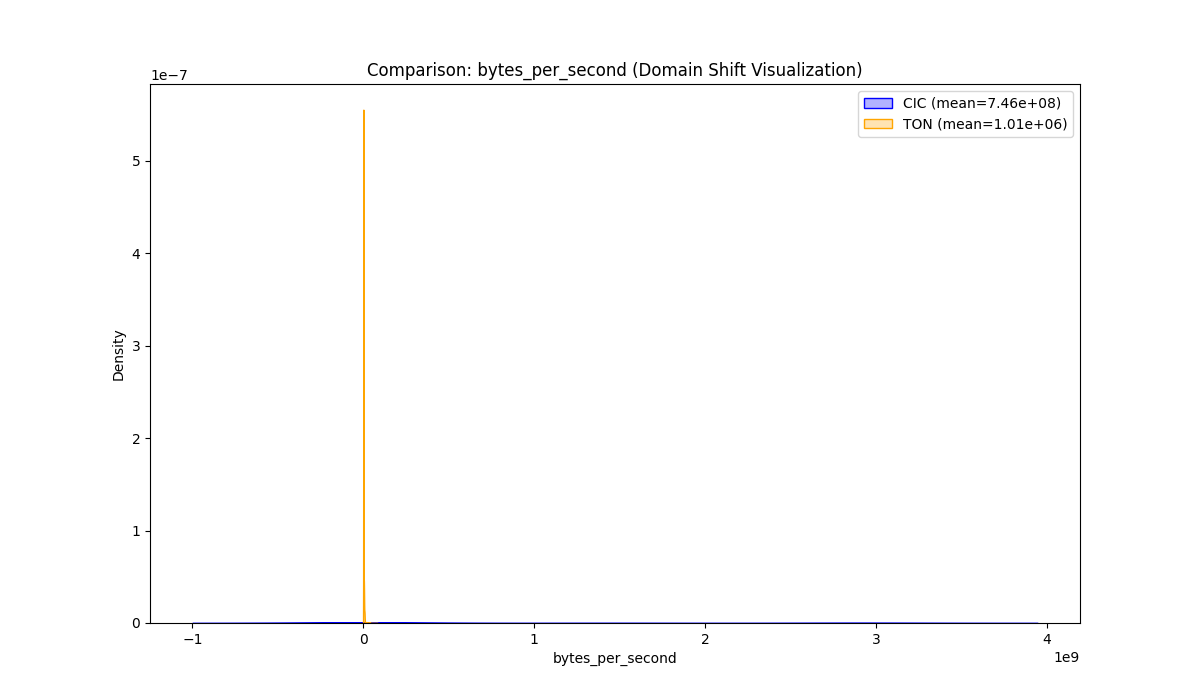 Comparison: bytes_per_second (Domain Shift Visualization)
1e−7
CIC (mean=7.46e+08)
TON (mean=1.01e+06)
5
4
3
2
1
0
Density
−1 0 1 2 3 4
1e9
bytes_per_second